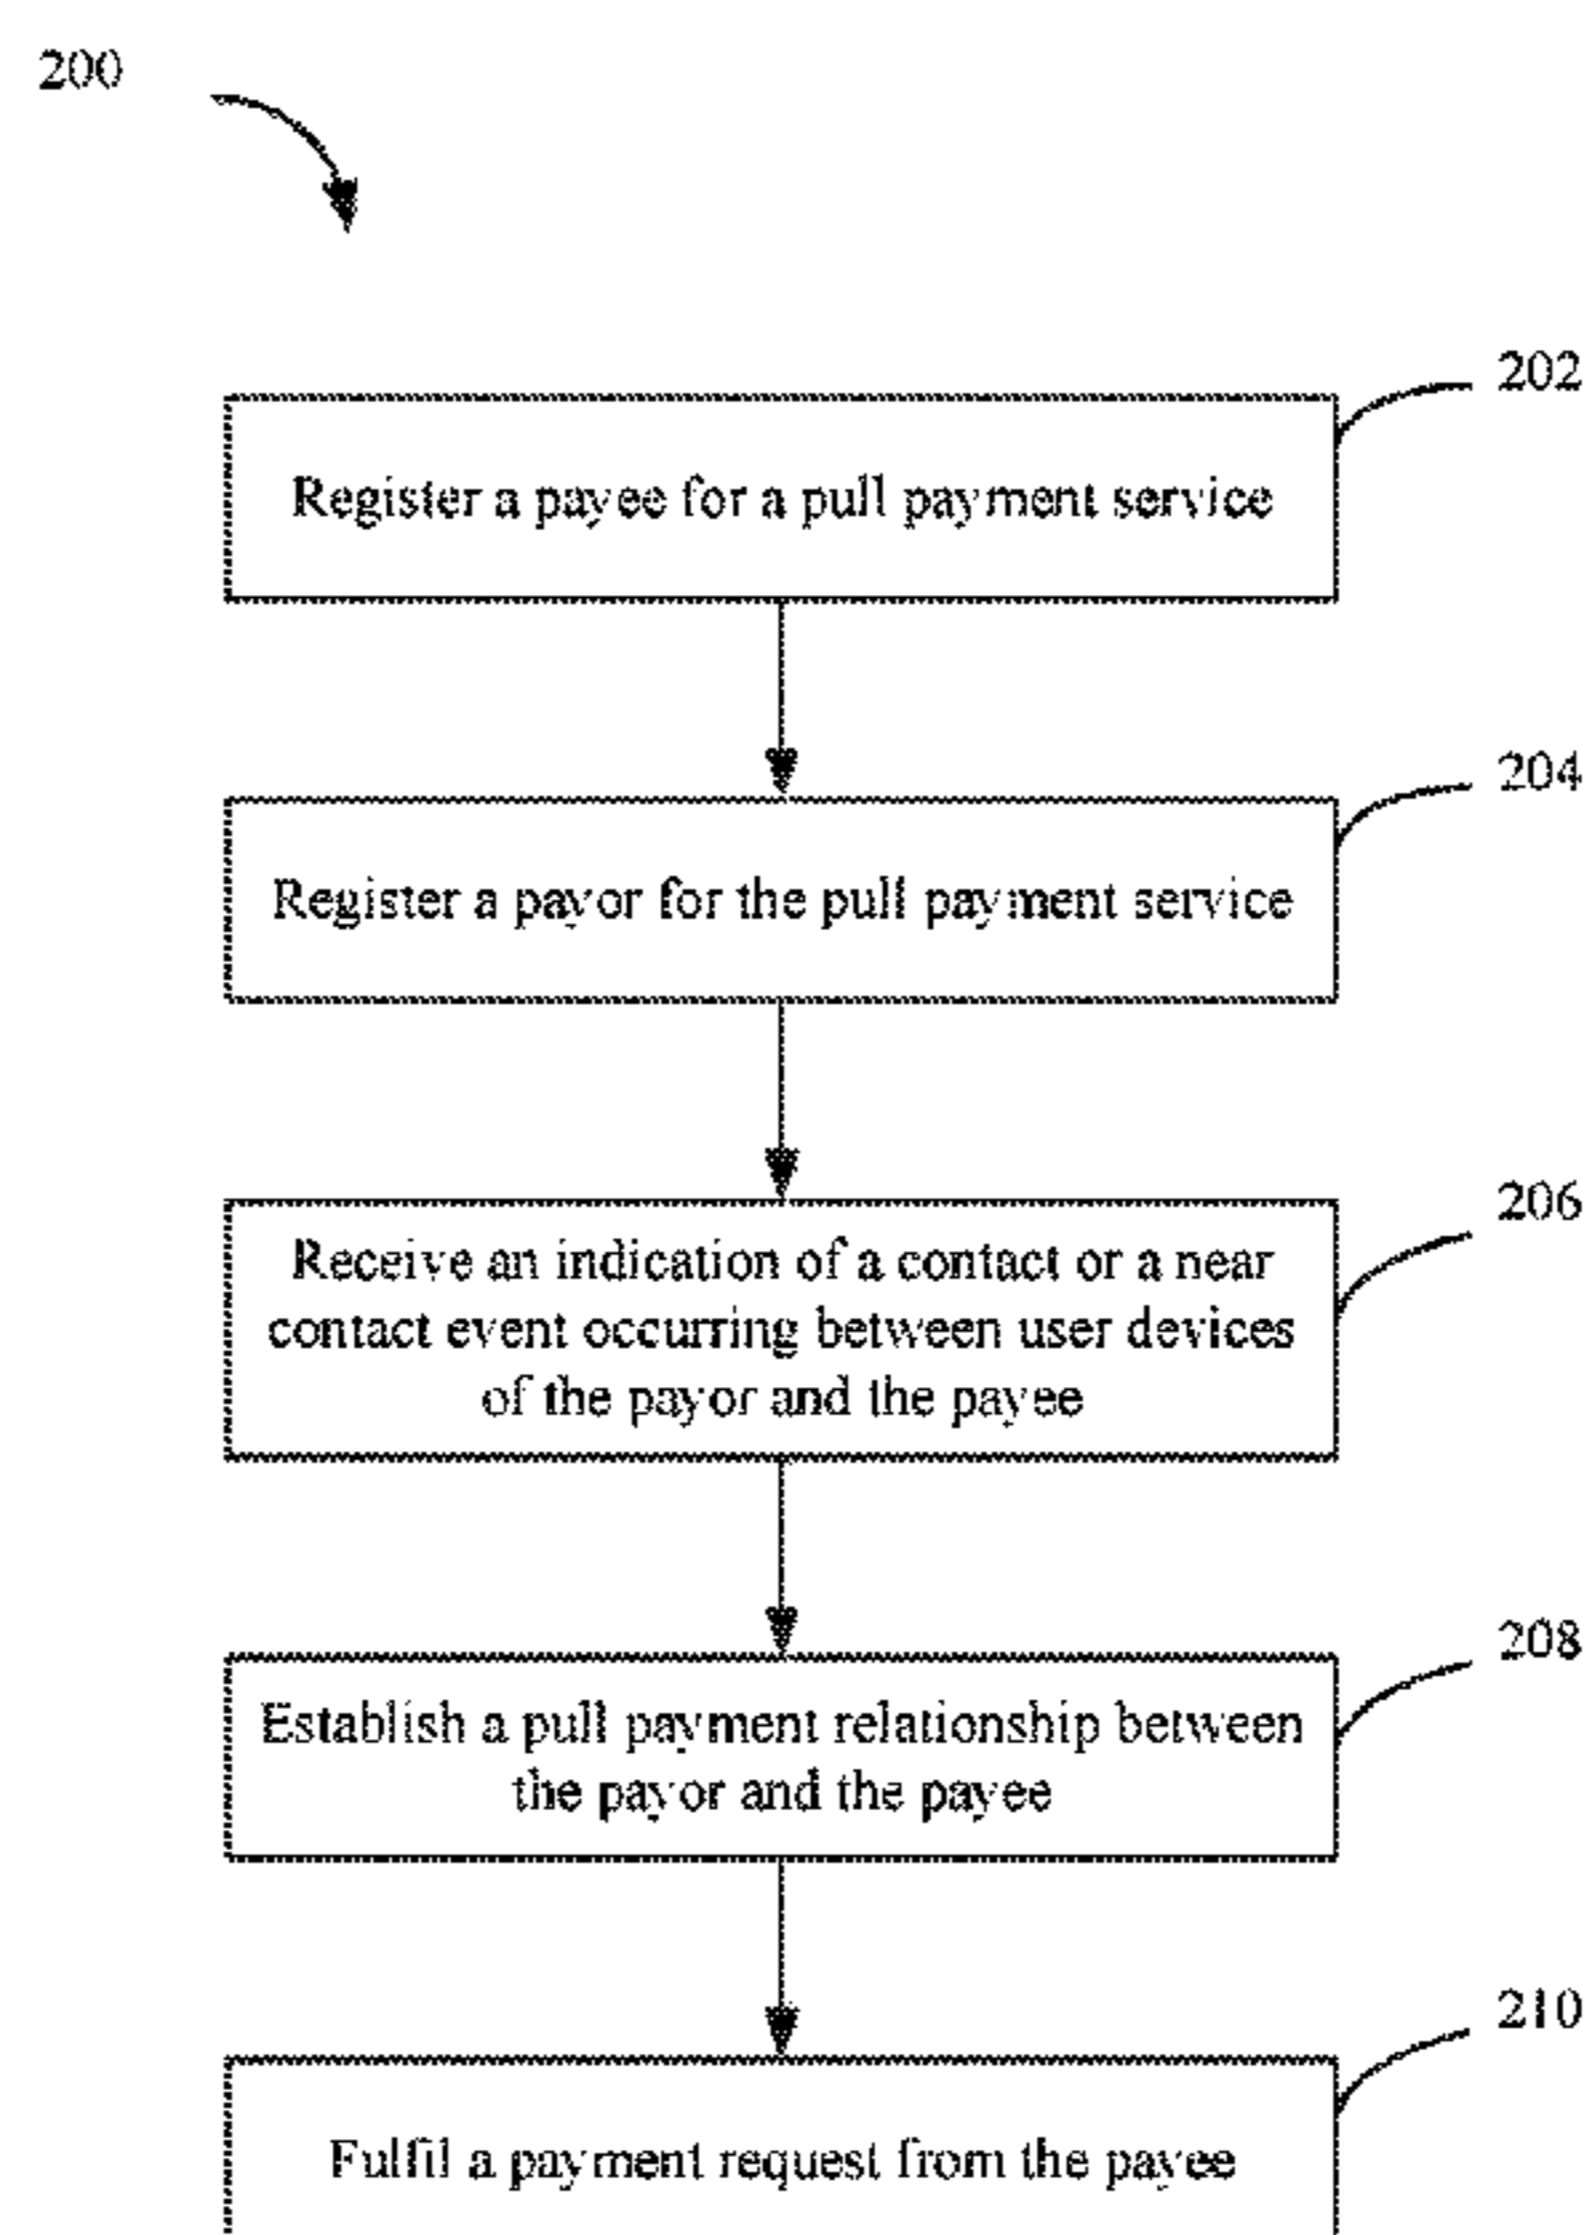 200
202
Register a payee for a pull payment service
204
Register a payor for the pull payment service
206
Receive an indication of a contact or a near
contact event occurring between user devices
of the payor and the payee
208
Establish a pull payment relationship between
the payor and the payee
210
Fulfil a payment request from the payee